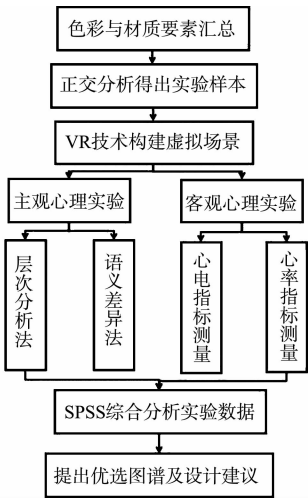 色彩与材质要素汇总
正交分析得出实验样本
VR技术构建虚拟场景
主观心理实验
客观心理实验
层次分析法
语义差异法
心电指标测量
心率指标测量
SPSS综合分析实验数据
提出优选图谱及设计建议